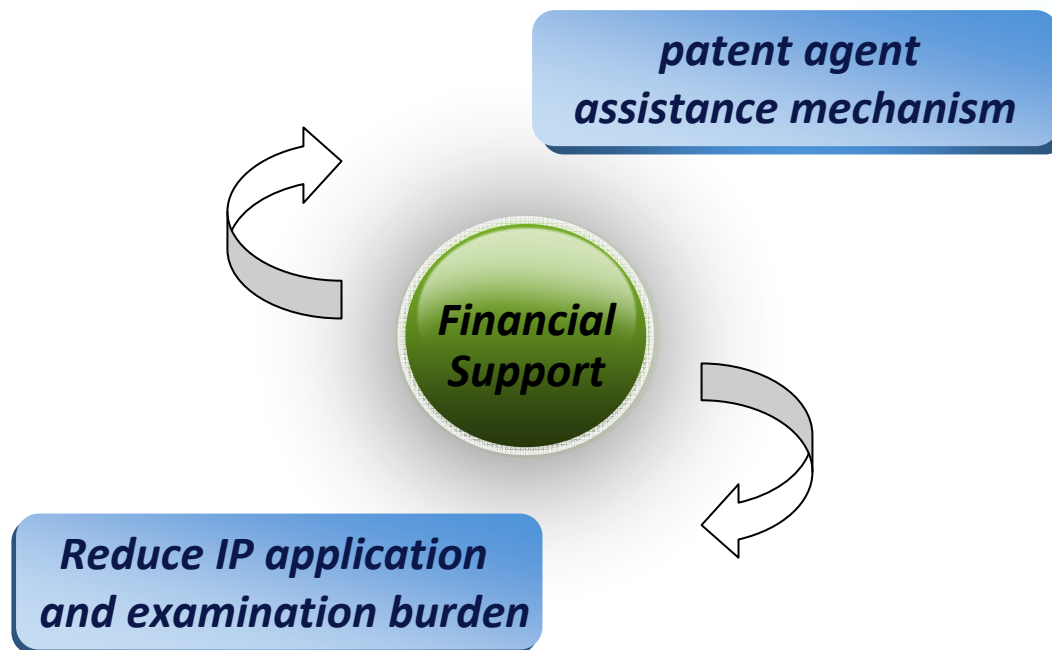 patent agent
assistance mechanism
Financial
Support
Reduce IP application
and examination burden